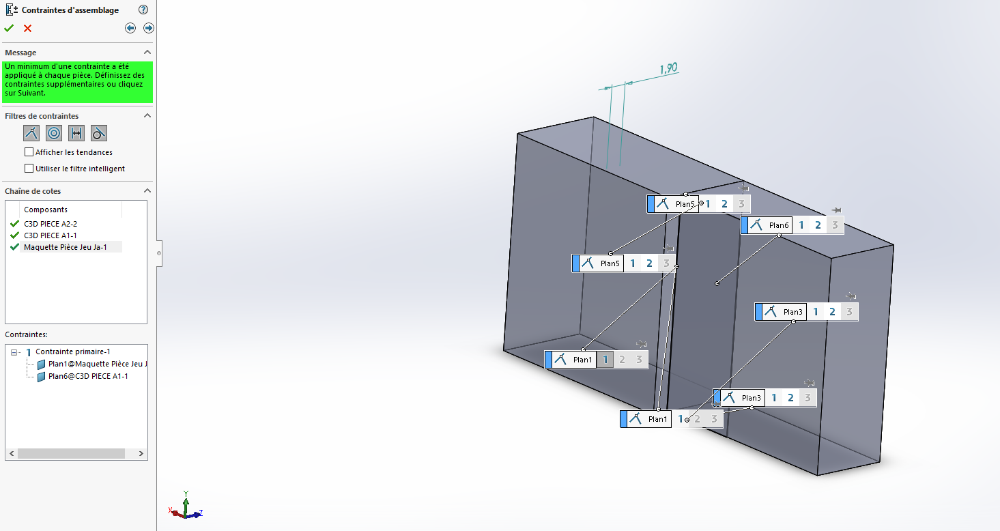 Contraintes d'assemblage
Message
Un minimum d'une contrainte a été
appliqué à chaque pièce. Définissez des
contraintes supplémentaires ou cliquez
sur Suivant.
Filtres de contraintes
Afficher les tendances
Utiliser le filtre intelligent
Chaîne de cotes
Composants
C3D PIECE A2-2
C3D PIECE A1-1
Maquette Pièce Jeu Ja-1
Contraintes:
1 Contrainte primaire-1
Plan1@Maquette Pièce Jeu J
Plan6@C3D PIECE A1-1
1,90
Plan5 1 2 3
Plan6 1 2 3
Plan5 1 2 3
Plan3 1 2 3
Plan1 1 2 3
Plan3 1 2 3
Plan1 1 2 3
Y
X
Z